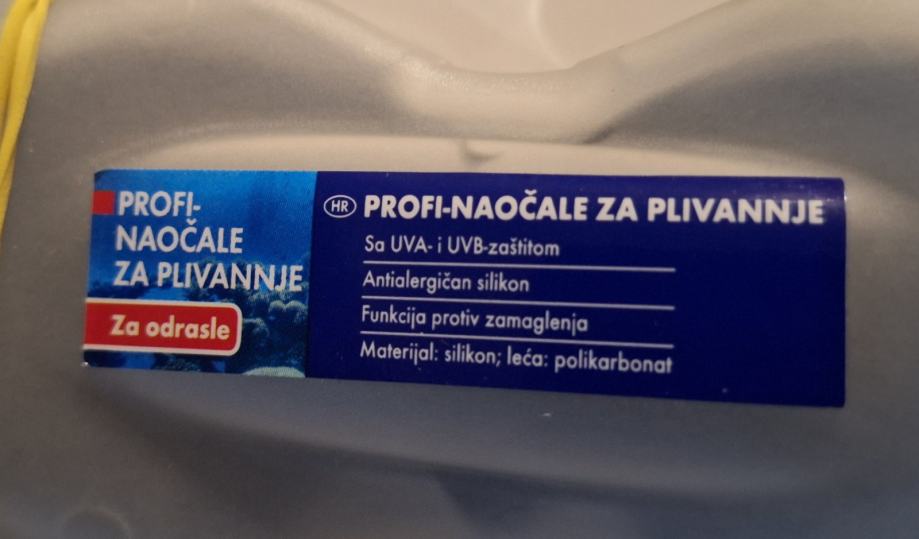 PROFI-
NAOČALE
ZA PLIVANNJE
Za odrasle
HR PROFI-NAOČALE ZA PLIVANNJE
Sa UVA- i UVB-zaštitom
Antialergičan silikon
Funkcija protiv zamaglenja
Materijal: silikon; leća: polikarbonat